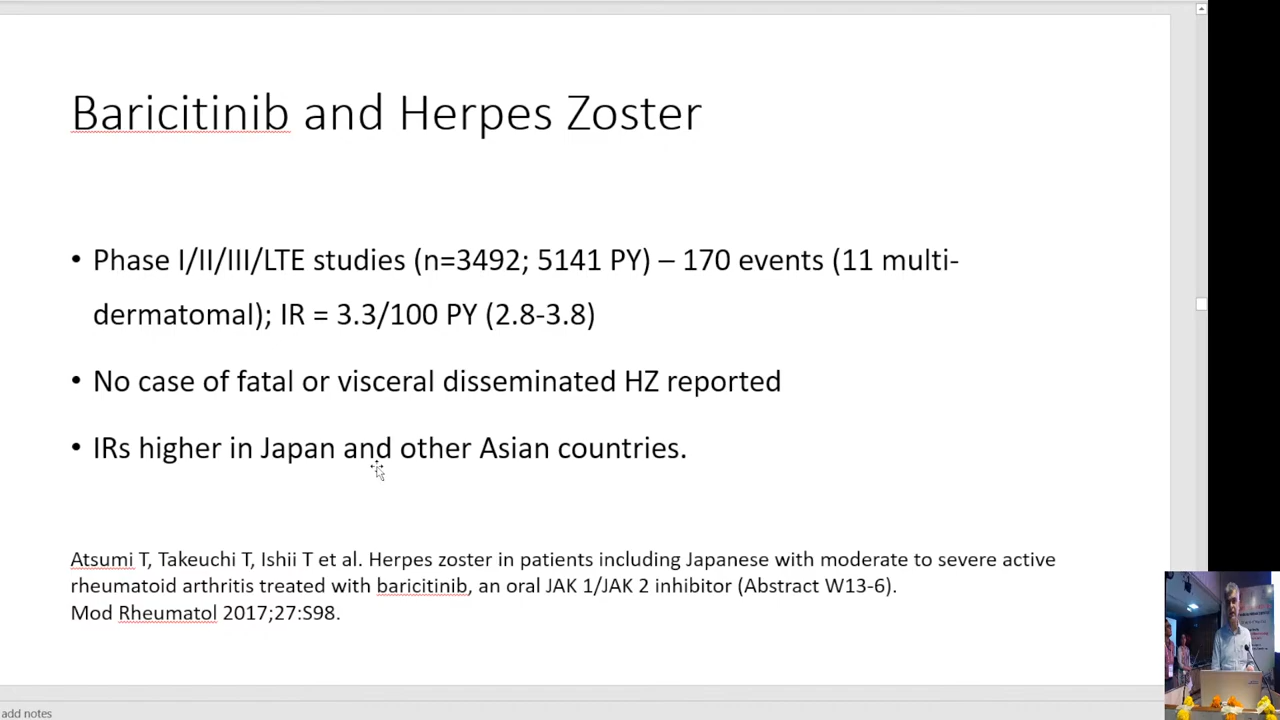 Baricitinib and Herpes Zoster
• Phase I/II/III/LTE studies (n=3492; 5141 PY) – 170 events (11 multi-
dermatomal); IR = 3.3/100 PY (2.8-3.8)
• No case of fatal or visceral disseminated HZ reported
• IRs higher in Japan and other Asian countries.
Atsumi T, Takeuchi T, Ishii T et al. Herpes zoster in patients including Japanese with moderate to severe active
rheumatoid arthritis treated with baricitinib, an oral JAK 1/JAK 2 inhibitor (Abstract W13-6).
Mod Rheumatol 2017;27:S98.
add notes